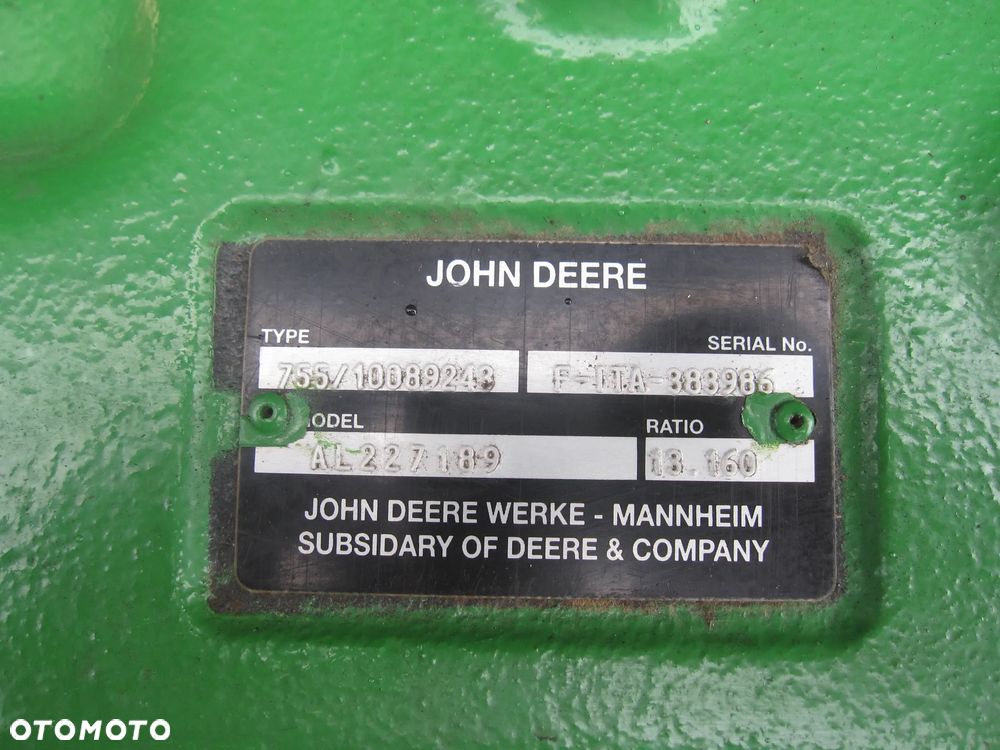 JOHN DEERE
TYPE SERIAL No.
755/10089243 F-ITA-383986
ODEL RATIO
AL227189 13.160
JOHN DEERE WERKE - MANNHEIM
SUBSIDARY OF DEERE & COMPANY
OTOMOTO